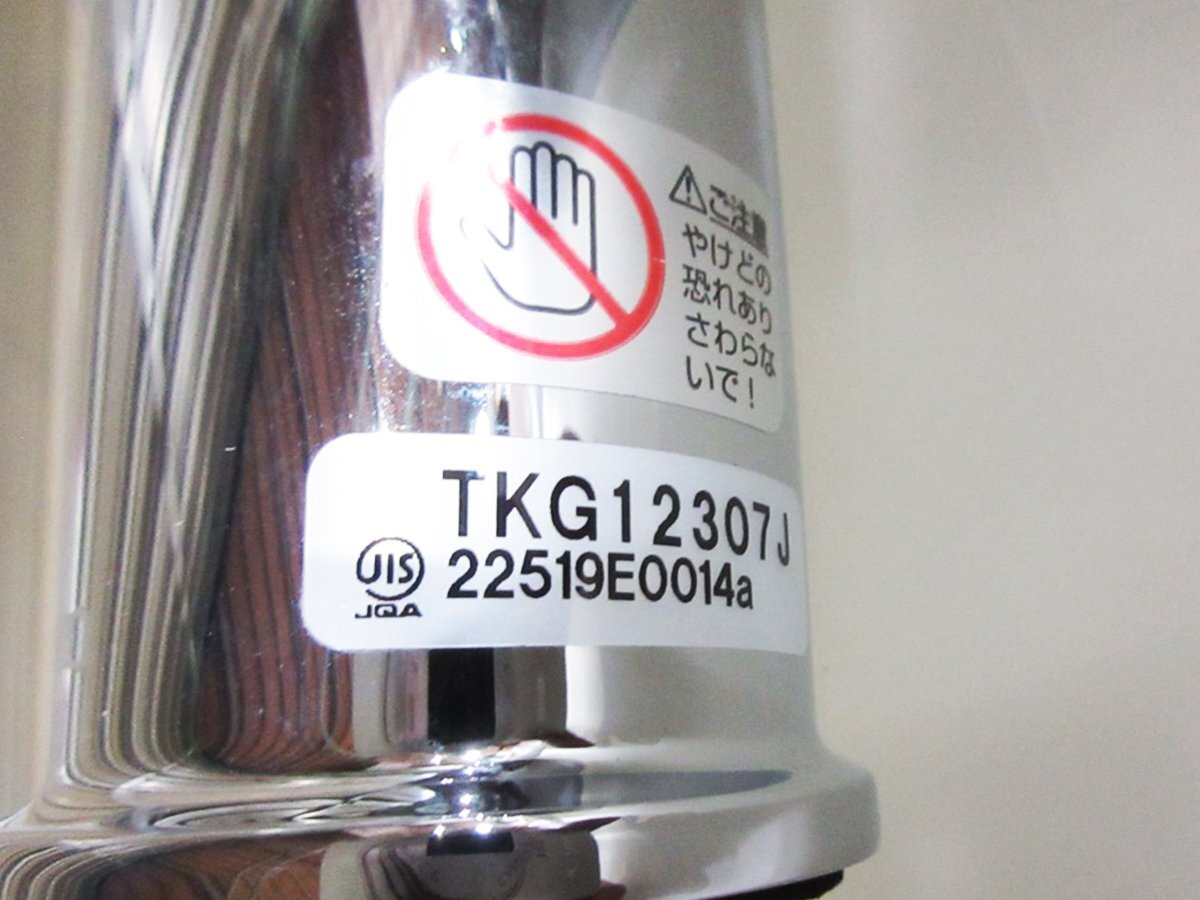 ご注意
やけどの
恐れあり
さわらな
いで！
TKG12307J
JIS
JQA
22519E0014a